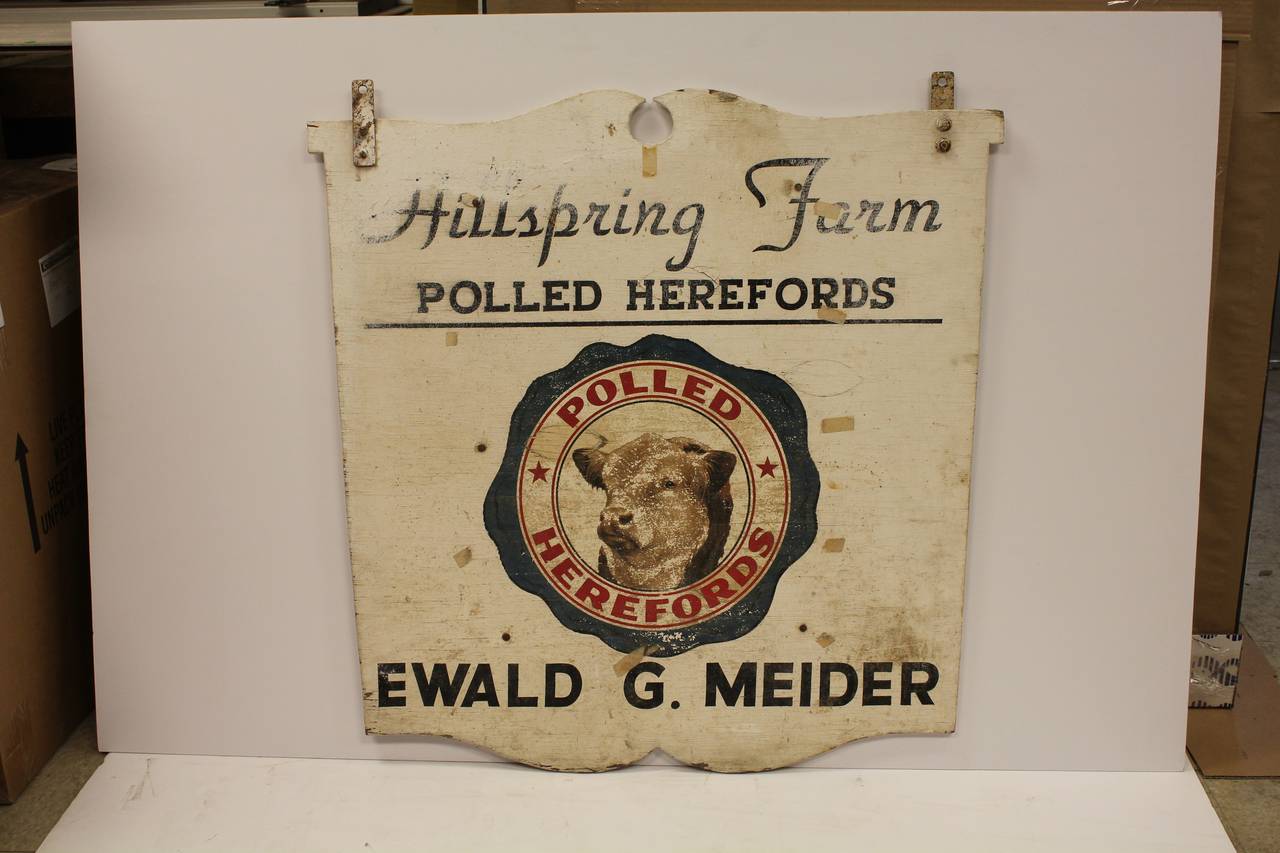 Hillspring Farm
POLLED HEREFORDS
POLLED
HEREFORDS
EWALD G. MEIDER